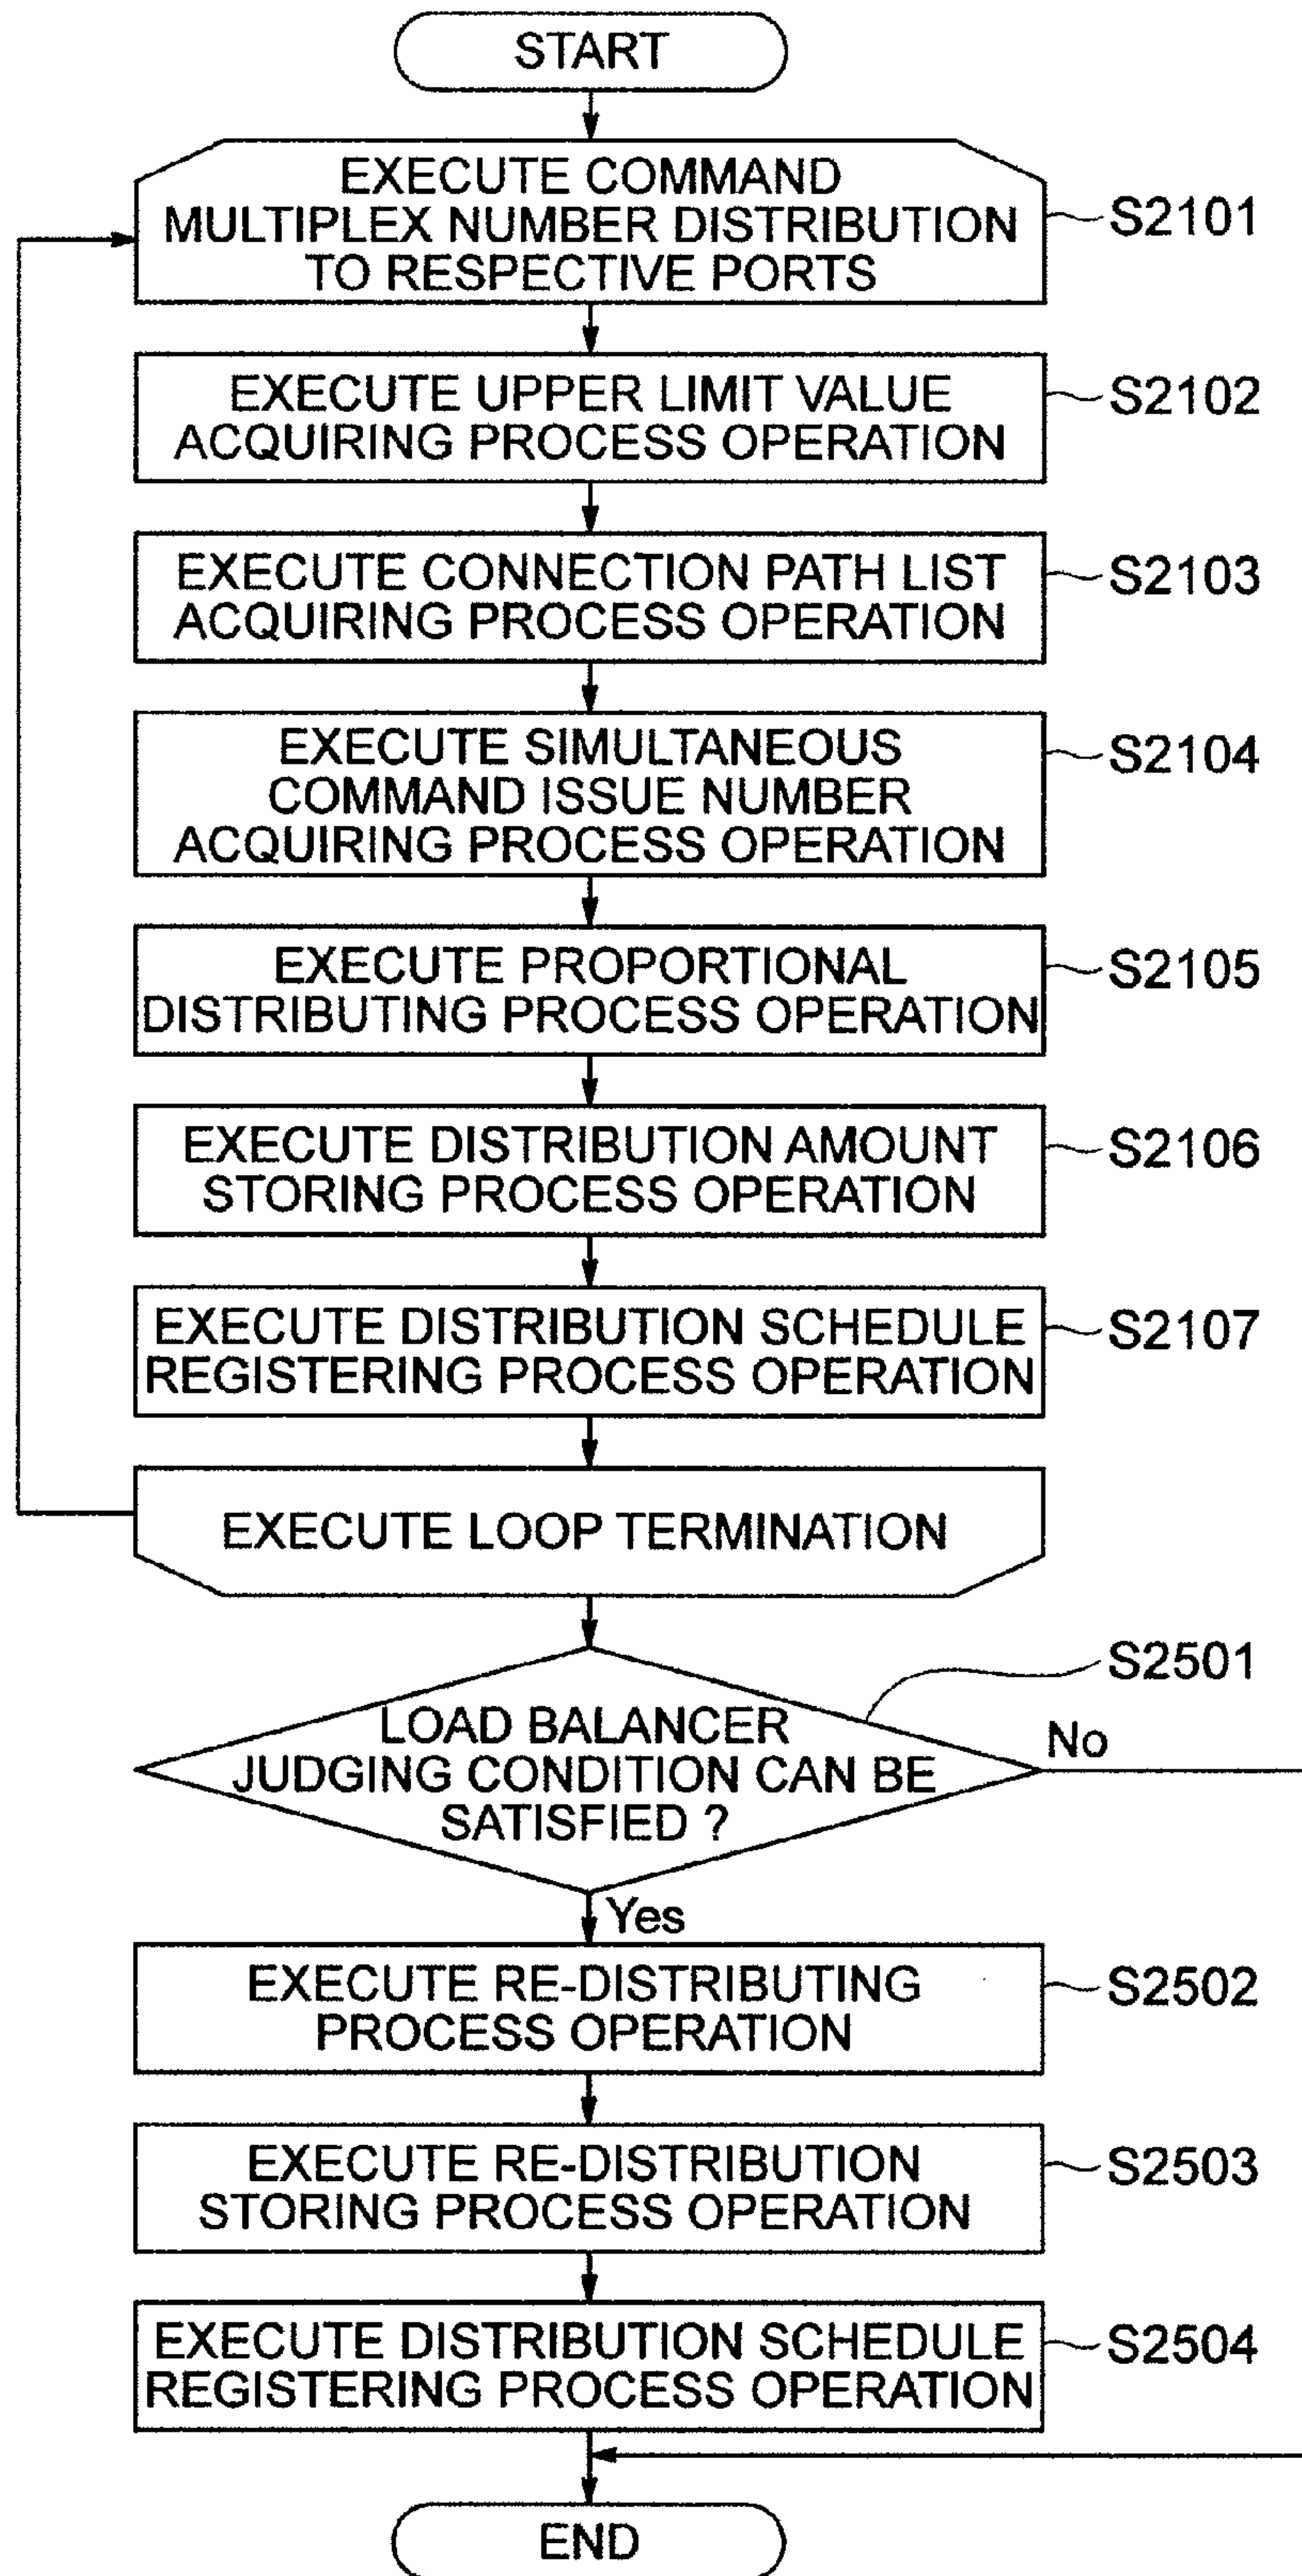 START
EXECUTE COMMAND
MULTIPLEX NUMBER DISTRIBUTION
TO RESPECTIVE PORTS
S2101
EXECUTE UPPER LIMIT VALUE
ACQUIRING PROCESS OPERATION
S2102
EXECUTE CONNECTION PATH LIST
ACQUIRING PROCESS OPERATION
S2103
EXECUTE SIMULTANEOUS
COMMAND ISSUE NUMBER
ACQUIRING PROCESS OPERATION
S2104
EXECUTE PROPORTIONAL
DISTRIBUTING PROCESS OPERATION
S2105
EXECUTE DISTRIBUTION AMOUNT
STORING PROCESS OPERATION
S2106
EXECUTE DISTRIBUTION SCHEDULE
REGISTERING PROCESS OPERATION
S2107
EXECUTE LOOP TERMINATION
S2501
LOAD BALANCER
JUDGING CONDITION CAN BE
SATISFIED ?
No
Yes
EXECUTE RE-DISTRIBUTING
PROCESS OPERATION
S2502
EXECUTE RE-DISTRIBUTION
STORING PROCESS OPERATION
S2503
EXECUTE DISTRIBUTION SCHEDULE
REGISTERING PROCESS OPERATION
S2504
END